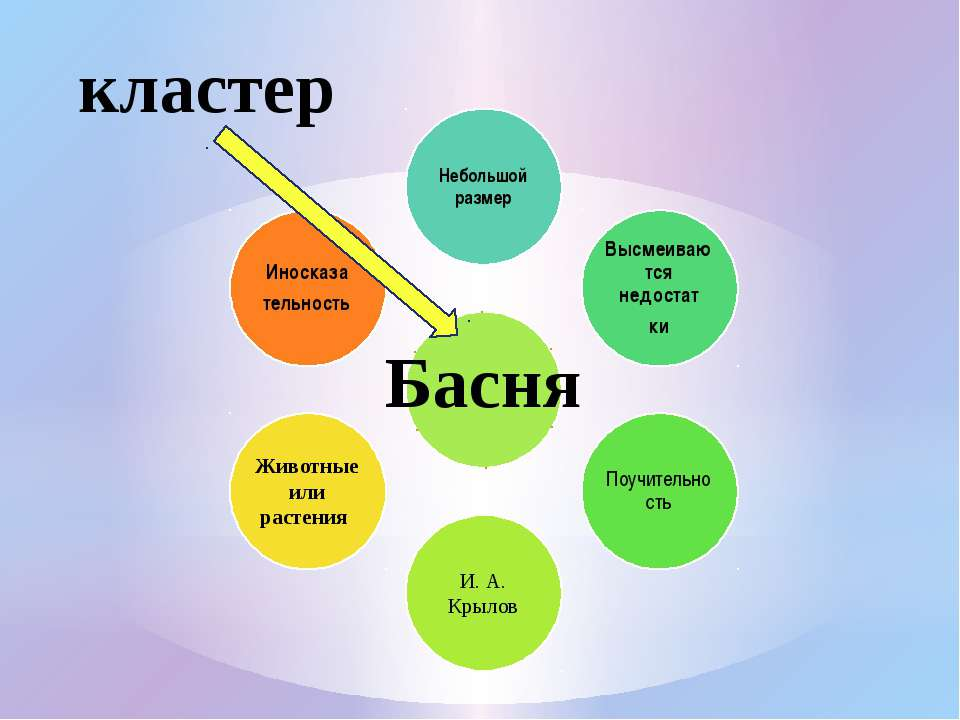 кластер
Небольшой
размер
Высмеиваю
тся
недостат
ки
Иносказа
тельность
Басня
Животные
или
растения
Поучительно
сть
И. А.
Крылов